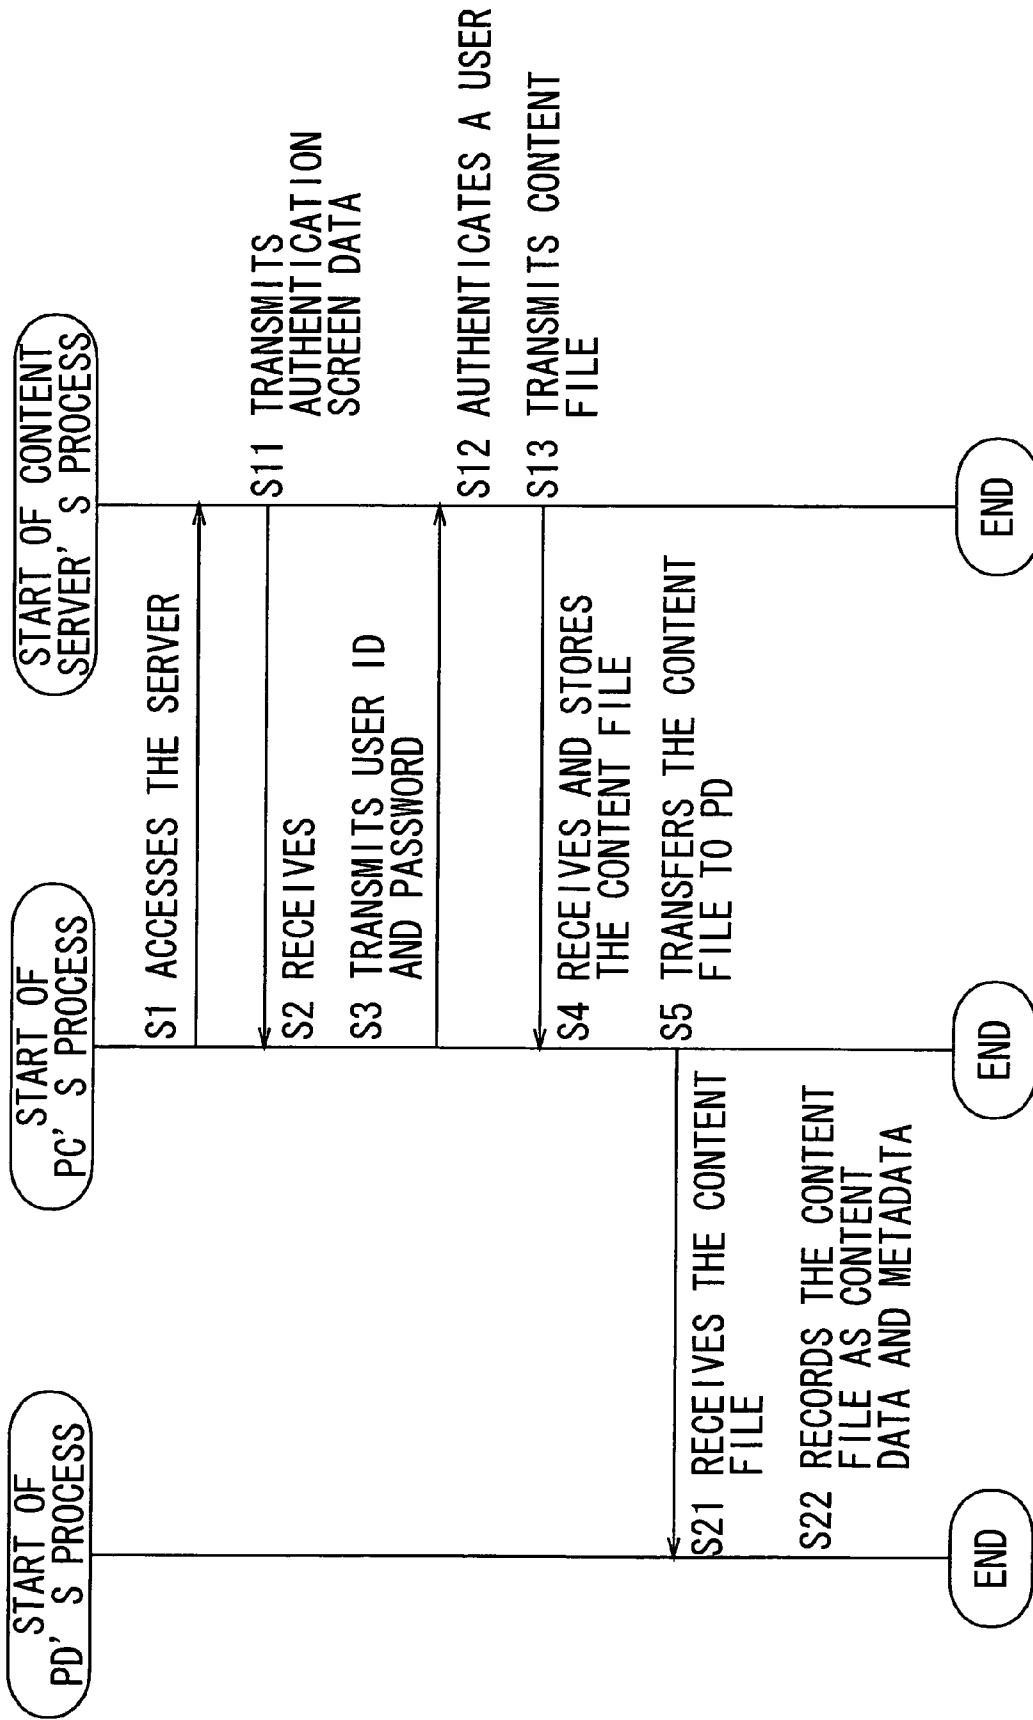 START OF
PD' S PROCESS
START OF
PC' S PROCESS
START OF CONTENT
SERVER' S PROCESS
S1 ACCESSES THE SERVER
S11 TRANSMITS
AUTHENTICATION
SCREEN DATA
S2 RECEIVES
S3 TRANSMITS USER ID
AND PASSWORD
S12 AUTHENTICATES A USER
S13 TRANSMITS CONTENT
FILE
S4 RECEIVES AND STORES
THE CONTENT FILE
S5 TRANSFERS THE CONTENT
FILE TO PD
S21 RECEIVES THE CONTENT
FILE
S22 RECORDS THE CONTENT
FILE AS CONTENT
DATA AND METADATA
END
END
END